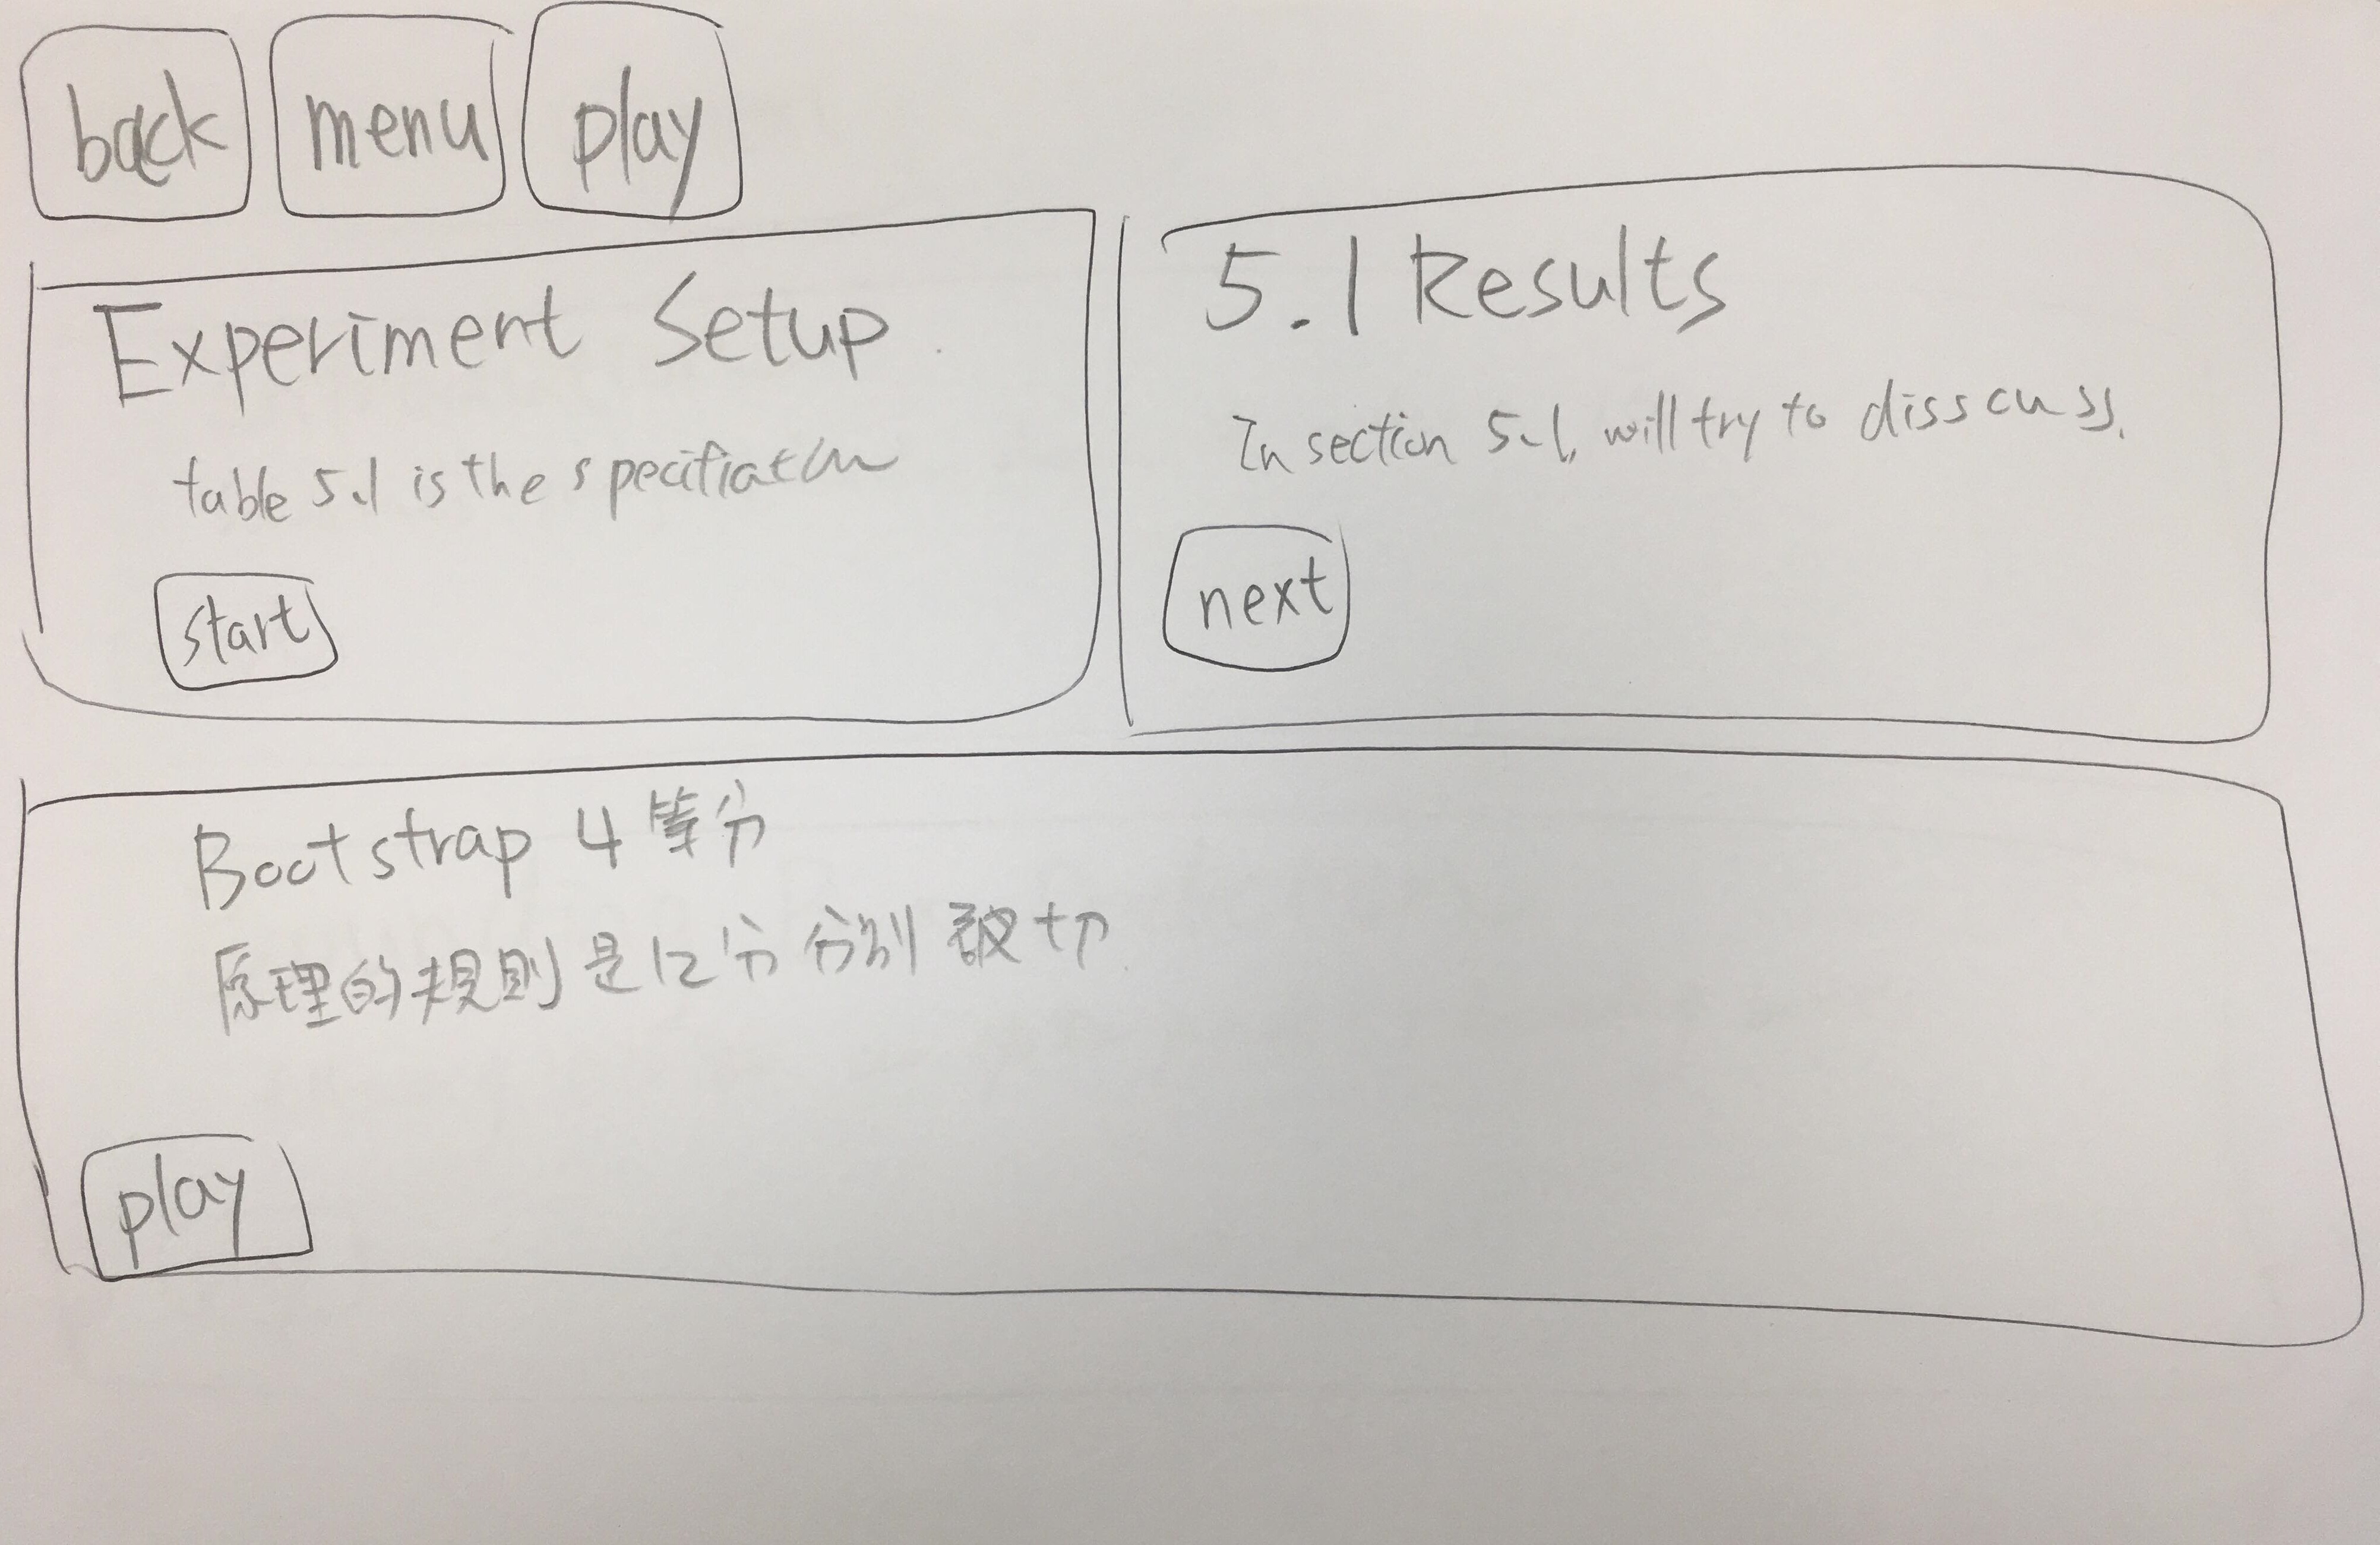 back menu play
Experiment Setup
table 5.1 is the
start
5.1 Results
In section 5.1, will try to disscuss.
next
Bootstrap 4 等分
原理的規則是12分分別被切
play